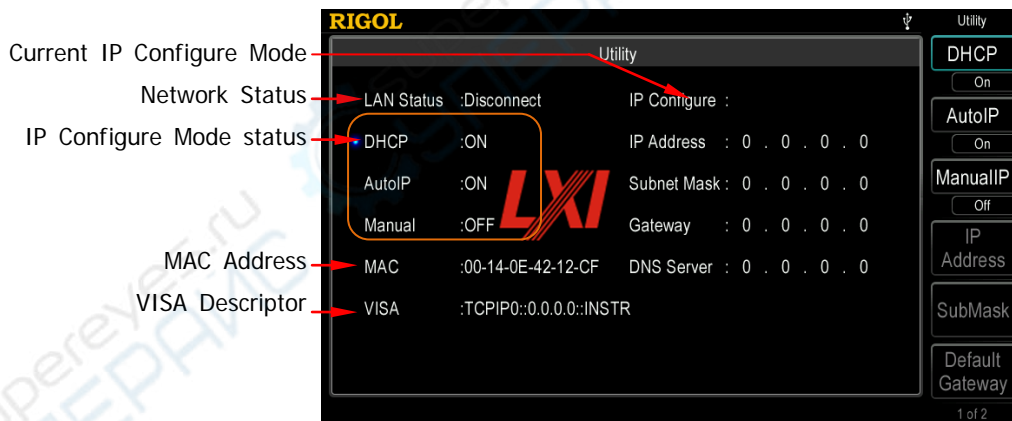 RIGOL
Utility
Current IP Configure Mode
Utility
DHCP
On
Network Status
LAN Status :Disconnect IP Configure :
AutoIP
On
IP Configure Mode status
DHCP :ON IP Address : 0 . 0 . 0 . 0
AutoIP :ON Subnet Mask : 0 . 0 . 0 . 0
ManualIP
Off
LXI
Manual :OFF Gateway : 0 . 0 . 0 . 0
IP
Address
MAC Address
MAC :00-14-0E-42-12-CF DNS Server : 0 . 0 . 0 . 0
VISA Descriptor
VISA :TCPIP0::0.0.0.0::INSTR
SubMask
Default
Gateway
1 of 2